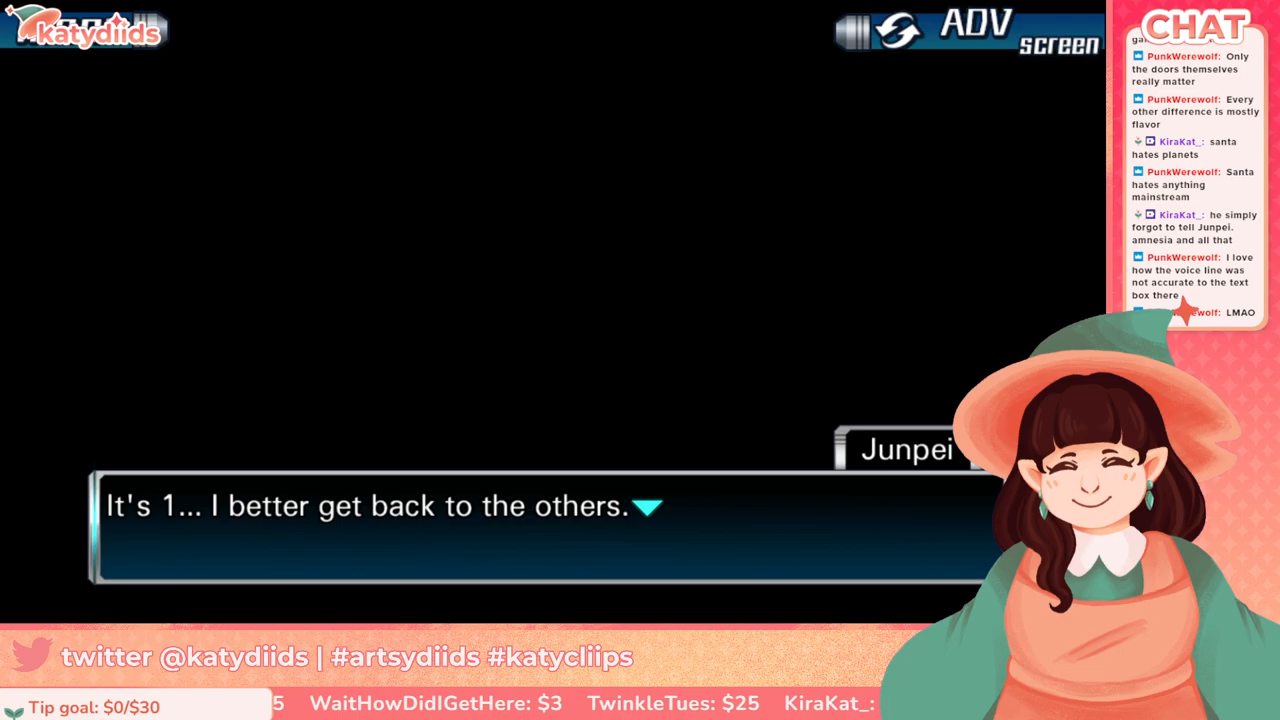 katydiids
ADV
screen
CHAT
PunkWerewolf: Only
the doors themselves
really matter
PunkWerewolf: Every
other difference is mostly
flavor
KiraKat_: santa
hates planets
PunkWerewolf: Santa
hates anything
mainstream
KiraKat_: he simply
forgot to tell Junpei.
amnesia and all that
PunkWerewolf: I love
how the voice line was
not accurate to the text
box there
ewolf: LMAO
Junpei
It's 1... I better get back to the others.
twitter @katydiids | #artsydiids #katycliips
Tip goal: $0/$30
5 WaitHowDidIGetHere: $3 TwinkleTues: $25 KiraKat_: